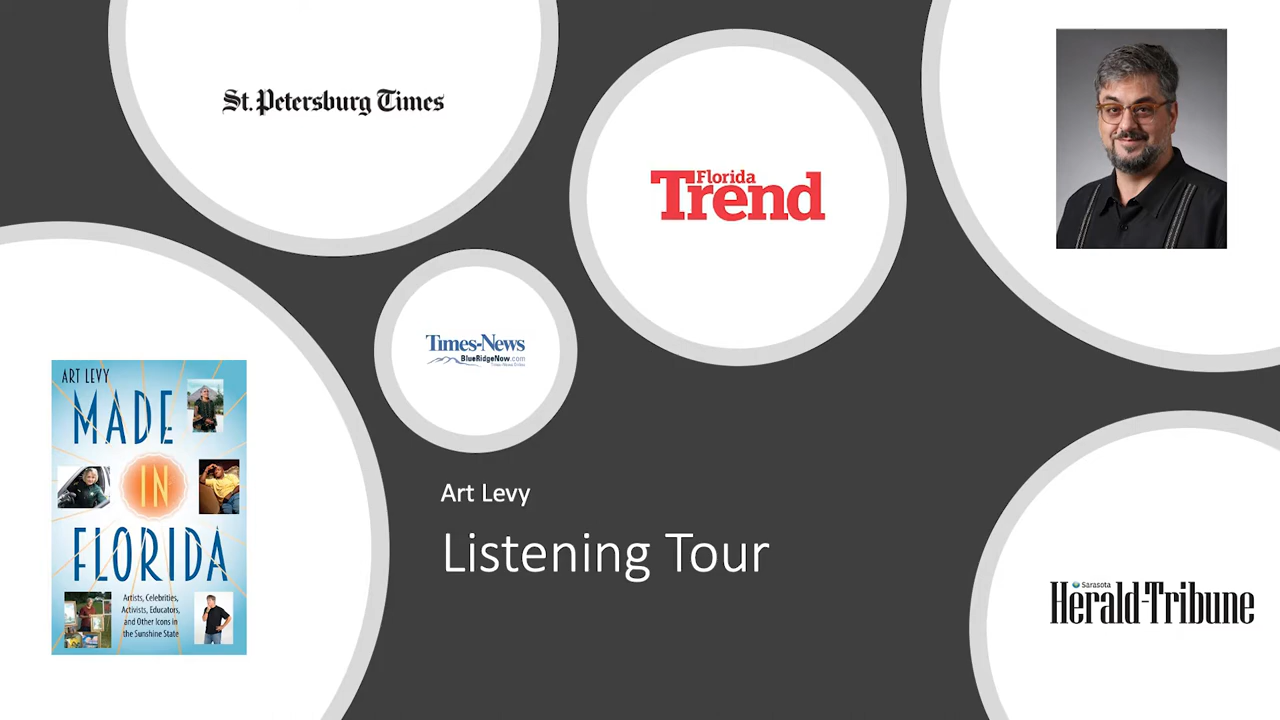 St. Petersburg Times
Florida
Trend
Times-News
BlueRidgeNow.com
ART LEVY
MADE
IN
FLORIDA
Artists, Celebrities,
Activists, Educators,
and Other Icons in
the Sunshine State
Art Levy
Listening Tour
Sarasota
Herald-Tribune